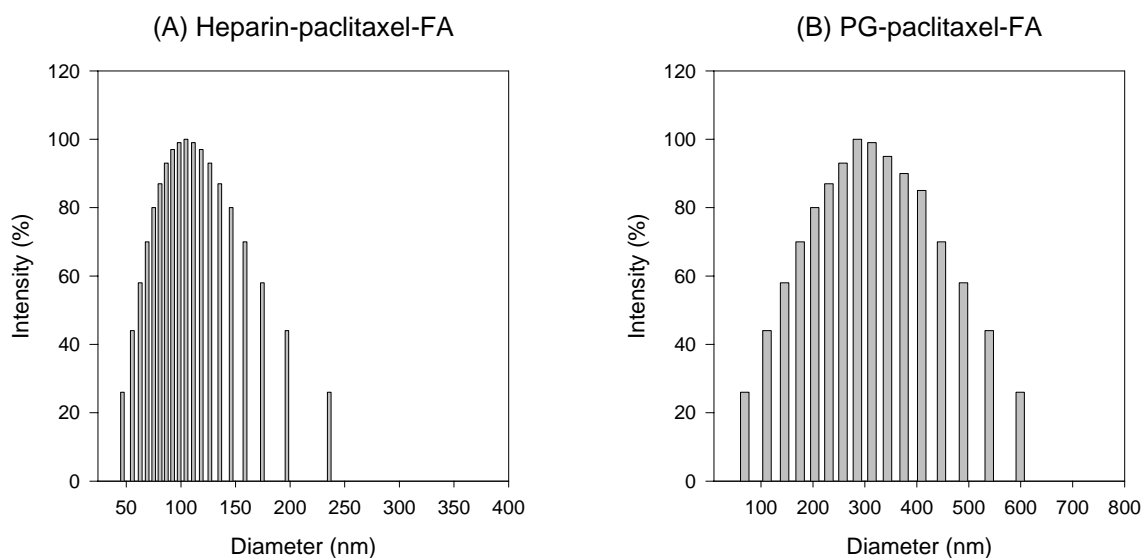 (A) Heparin-paclitaxel-FA
120
100
80
60
40
20
0
Intensity (%)
50 100 150 200 250 300 350 400
Diameter (nm)
(B) PG-paclitaxel-FA
120
100
80
60
40
20
0
Intensity (%)
100 200 300 400 500 600 700 800
Diameter (nm)